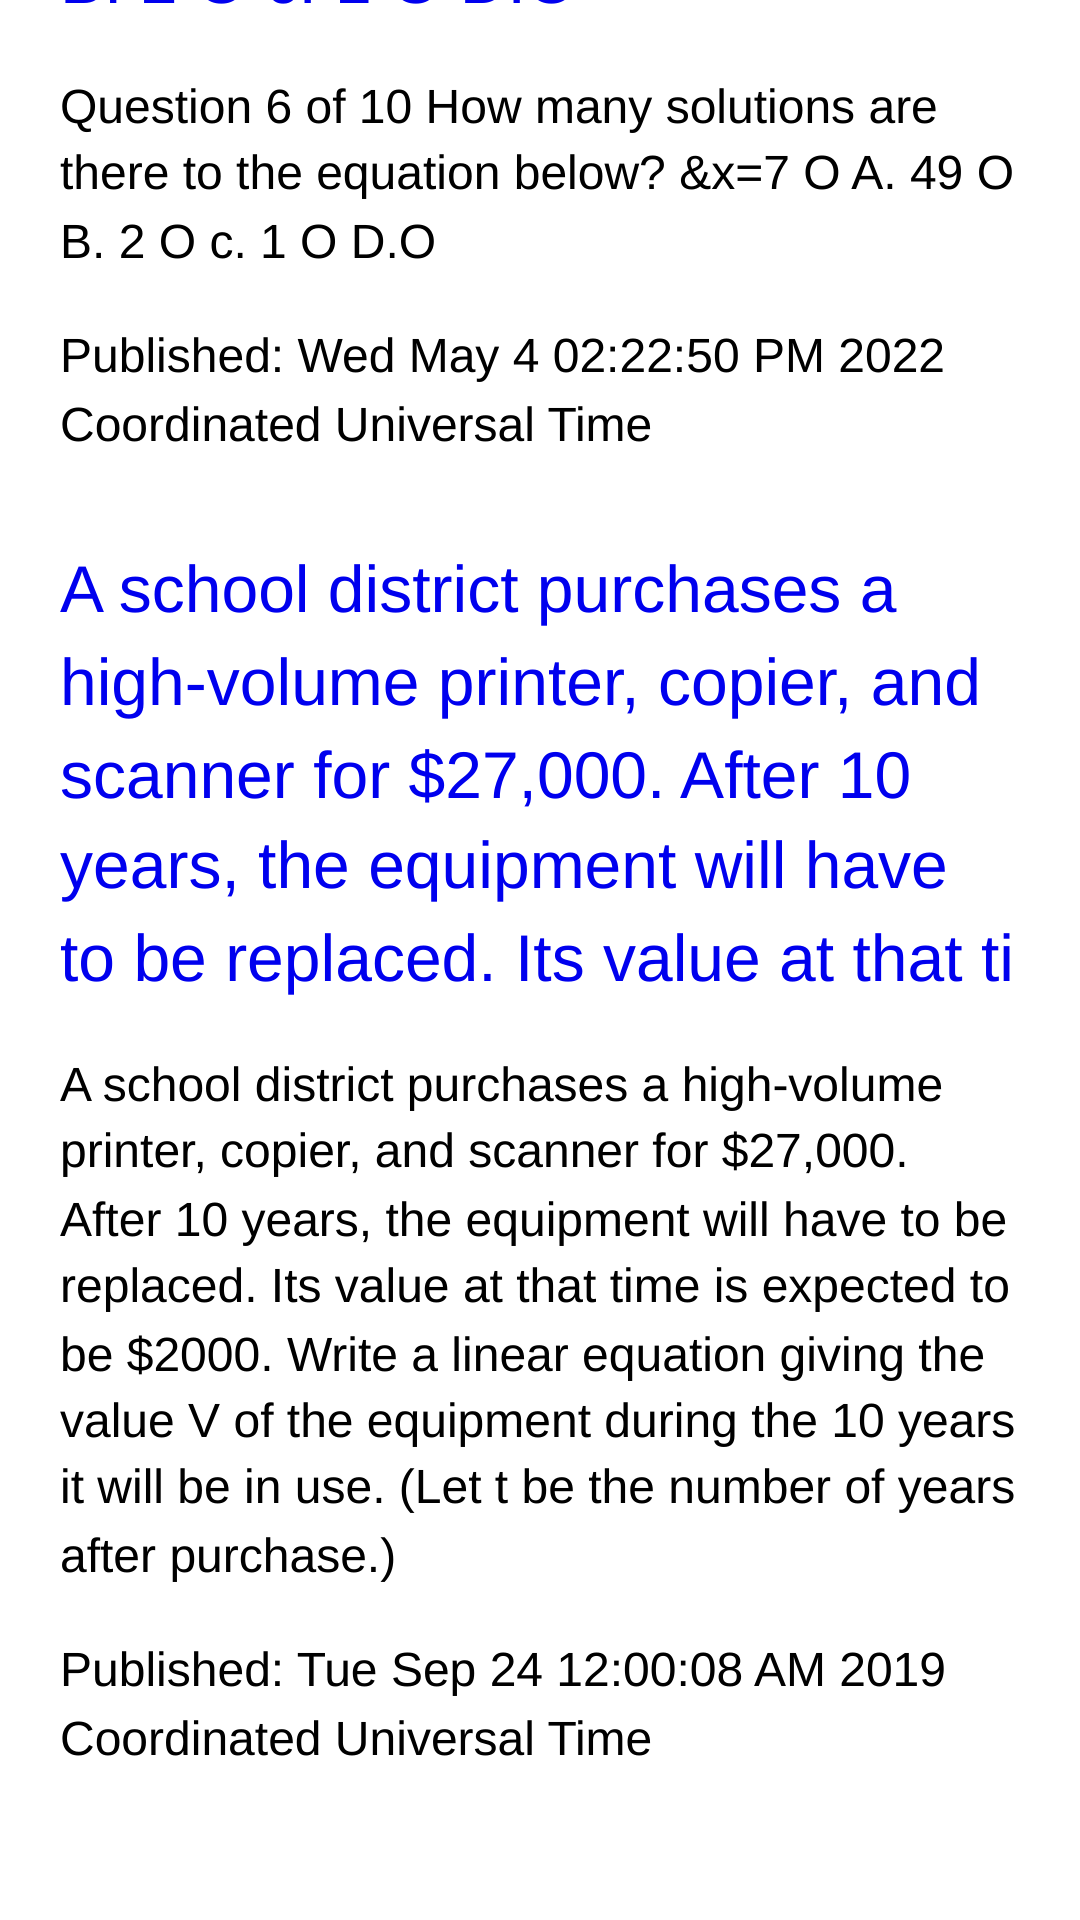 Question 6 of 10 How many solutions are
there to the equation below? &x=7 O A. 49 O
B. 2 O c. 1 O D.O
Published: Wed May 4 02:22:50 PM 2022
Coordinated Universal Time
A school district purchases a
high-volume printer, copier, and
scanner for $27,000. After 10
years, the equipment will have
to be replaced. Its value at that ti
A school district purchases a high-volume
printer, copier, and scanner for $27,000.
After 10 years, the equipment will have to be
replaced. Its value at that time is expected to
be $2000. Write a linear equation giving the
value V of the equipment during the 10 years
it will be in use. (Let t be the number of years
after purchase.)
Published: Tue Sep 24 12:00:08 AM 2019
Coordinated Universal Time